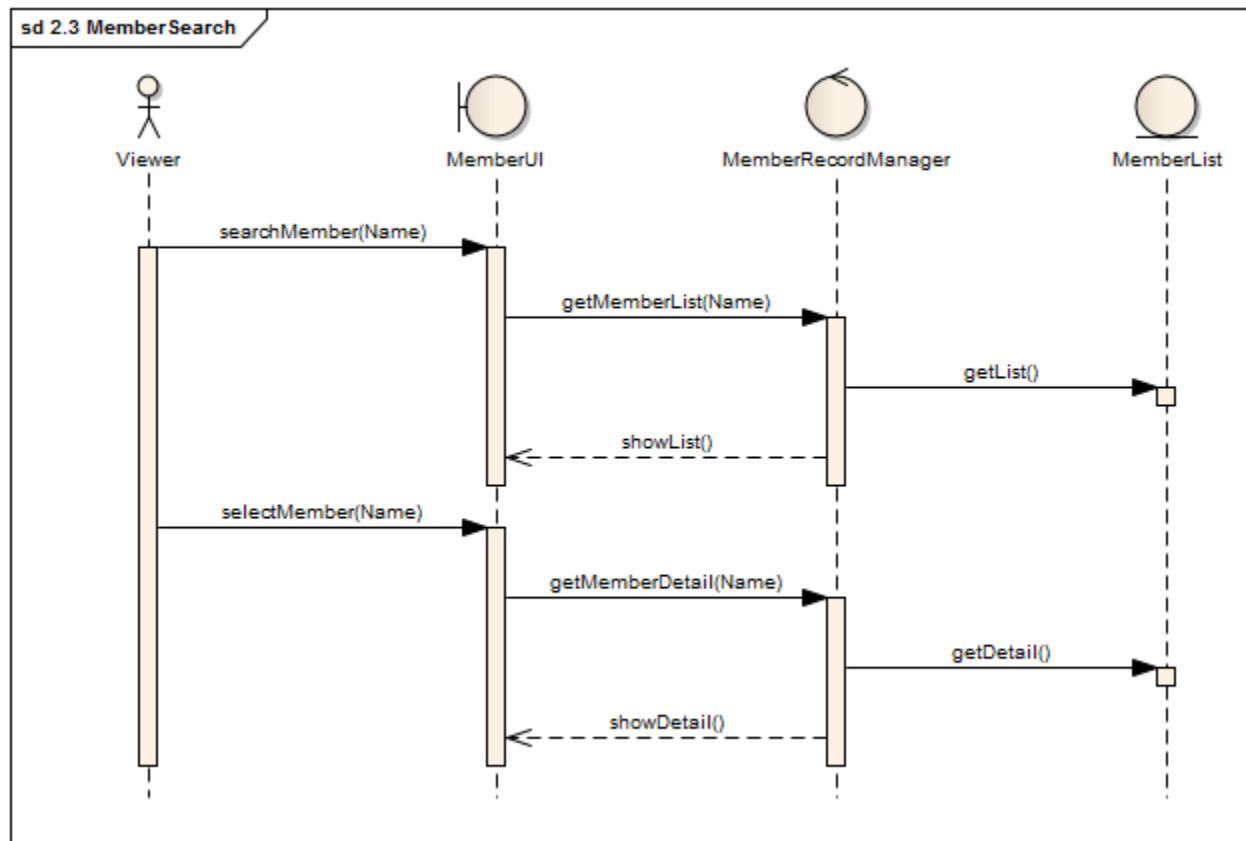 sd 2.3 MemberSearch
Viewer
MemberUI
MemberRecordManager
MemberList
searchMember(Name)
getMemberList(Name)
getList()
showList()
selectMember(Name)
getMemberDetail(Name)
getDetail()
showDetail()